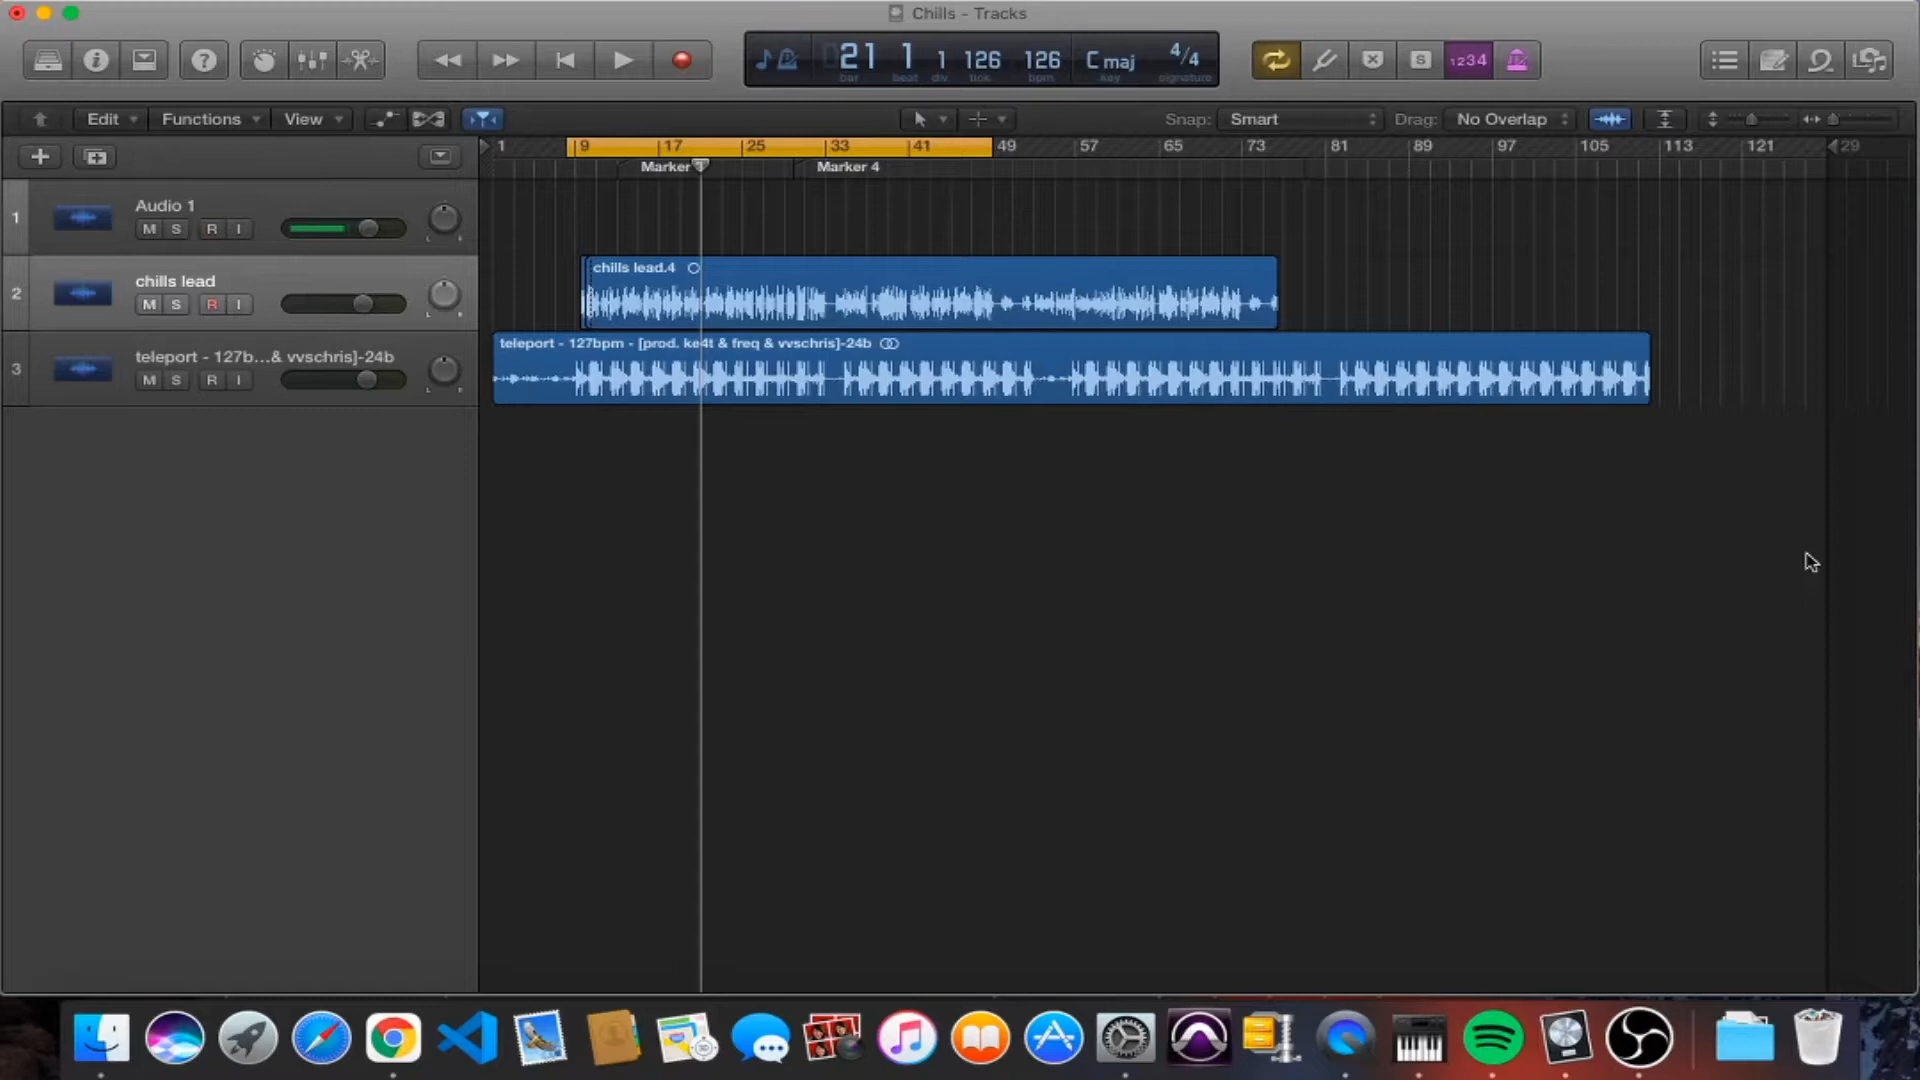 Chills - Tracks
21 1 1 126 126 C maj 4/4
bar beat div tick bpm key signature
S 1234
Edit Functions View Snap: Smart Drag: No Overlap
1 9 17 25 33 41 49 57 65 73 81 89 97 105 113 121 29
Marker Marker 4
1 Audio 1
M S R I
2 chills lead
M S R I
chills lead.4
3 teleport - 127b...& vvschris]-24b
M S R I
teleport - 127bpm - [prod. ke4t & freq & vvschris]-24b